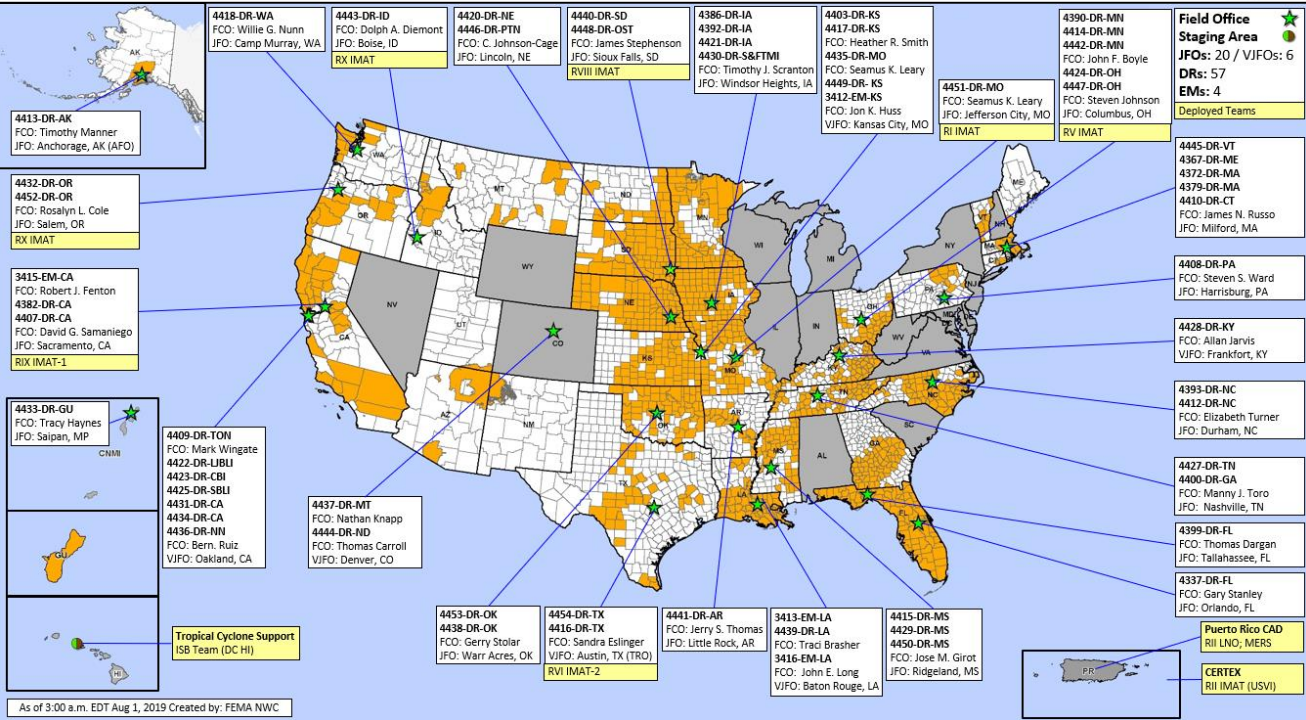 4418-DR-WA
FCO: Willie G. Nunn
JFO: Camp Murray, WA
4443-DR-ID
FCO: Dolph A. Diemont
JFO: Boise, ID
RX IMAT
4420-DR-NE
4446-DR-PTN
FCO: C. Johnson-Cage
JFO: Lincoln, NE
4440-DR-SD
4448-DR-OST
FCO: James Stephenson
JFO: Sioux Falls, SD
RVIII IMAT
4386-DR-IA
4392-DR-IA
4421-DR-IA
4430-DR-S&FTMI
FCO: Timothy J. Scranton
JFO: Windsor Heights, IA
4403-DR-KS
4417-DR-KS
FCO: Heather R. Smith
4435-DR-MO
FCO: Seamus K. Leary
4449-DR- KS
3412-EM-KS
FCO: Jon K. Huss
VJFO: Kansas City, MO
4451-DR-MO
FCO: Seamus K. Leary
JFO: Jefferson City, MO
RI IMAT
4390-DR-MN
4414-DR-MN
4442-DR-MN
FCO: John F. Boyle
4424-DR-OH
4447-DR-OH
FCO: Steven Johnson
JFO: Columbus, OH
RV IMAT
Field Office
Staging Area
JFOs: 20 / VJFOs: 6
DRs: 57
EMs: 4
Deployed Teams
AK
4413-DR-AK
FCO: Timothy Manner
JFO: Anchorage, AK (AFO)
4432-DR-OR
4452-DR-OR
FCO: Rosalyn L. Cole
JFO: Salem, OR
RX IMAT
3415-EM-CA
FCO: Robert J. Fenton
4382-DR-CA
4407-DR-CA
FCO: David G. Samaniego
JFO: Sacramento, CA
RIX IMAT-1
4433-DR-GU
FCO: Tracy Haynes
JFO: Saipan, MP
CNMI
GU
HI
Tropical Cyclone Support
ISB Team (DC HI)
4409-DR-TON
FCO: Mark Wingate
4422-DR-LJBLI
4423-DR-CBI
4425-DR-SBLI
4431-DR-CA
4434-DR-CA
4436-DR-NN
FCO: Bern. Ruiz
VJFO: Oakland, CA
4437-DR-MT
FCO: Nathan Knapp
4444-DR-ND
FCO: Thomas Carroll
VJFO: Denver, CO
4453-DR-OK
4438-DR-OK
FCO: Gerry Stolar
JFO: Warr Acres, OK
4454-DR-TX
4416-DR-TX
FCO: Sandra Eslinger
VJFO: Austin, TX (TRO)
RVI IMAT-2
4441-DR-AR
FCO: Jerry S. Thomas
JFO: Little Rock, AR
3413-EM-LA
4439-DR-LA
FCO: Traci Brasher
3416-EM-LA
FCO: John E. Long
VJFO: Baton Rouge, LA
4415-DR-MS
4429-DR-MS
4450-DR-MS
FCO: Jose M. Girot
JFO: Ridgeland, MS
4445-DR-VT
4367-DR-ME
4372-DR-MA
4379-DR-MA
4410-DR-CT
FCO: James N. Russo
JFO: Milford, MA
4408-DR-PA
FCO: Steven S. Ward
JFO: Harrisburg, PA
4428-DR-KY
FCO: Allan Jarvis
VJFO: Frankfort, KY
4393-DR-NC
4412-DR-NC
FCO: Elizabeth Turner
JFO: Durham, NC
4427-DR-TN
4400-DR-GA
FCO: Manny J. Toro
JFO: Nashville, TN
4399-DR-FL
FCO: Thomas Dargan
JFO: Tallahassee, FL
4337-DR-FL
FCO: Gary Stanley
JFO: Orlando, FL
Puerto Rico CAD
RII LNO; MERS
CERTEX
RII IMAT (USVI)
PR
WA
OR
ID
MT
ND
MN
WI
MI
NY
VT
NH
ME
MA
CT
NJ
PA
MD
DE
SD
WY
NV
UT
CA
CO
NE
IA
IL
IN
OH
WV
VA
KS
MO
KY
TN
NC
SC
AZ
NM
OK
AR
TX
LA
MS
AL
GA
FL
As of 3:00 a.m. EDT Aug 1, 2019 Created by: FEMA NWC